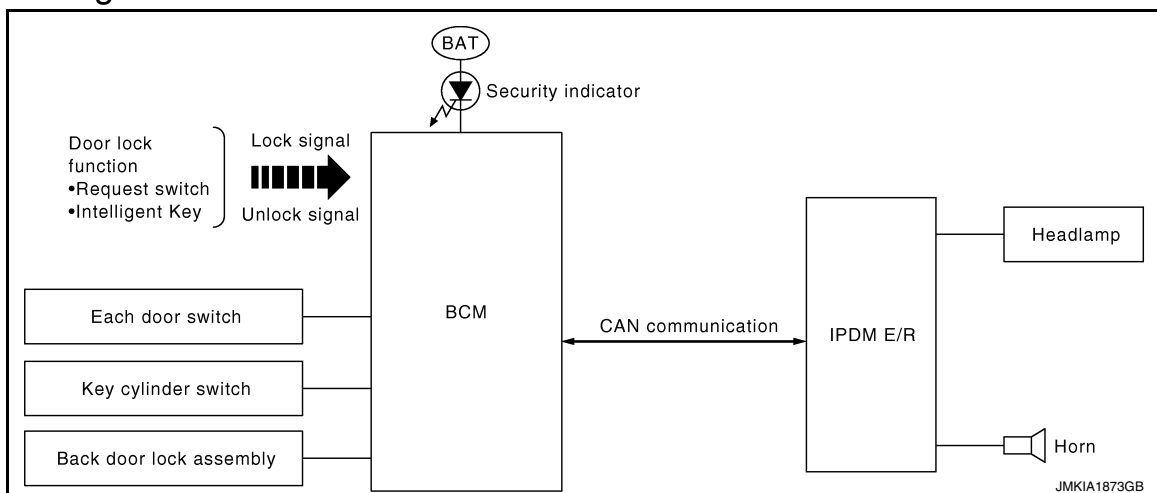 BAT
Security indicator
Door lock
function
•Request switch
•Intelligent Key
Lock signal
Unlock signal
Each door switch
Key cylinder switch
Back door lock assembly
BCM
CAN communication
IPDM E/R
Headlamp
Horn
JMKIA1873GB